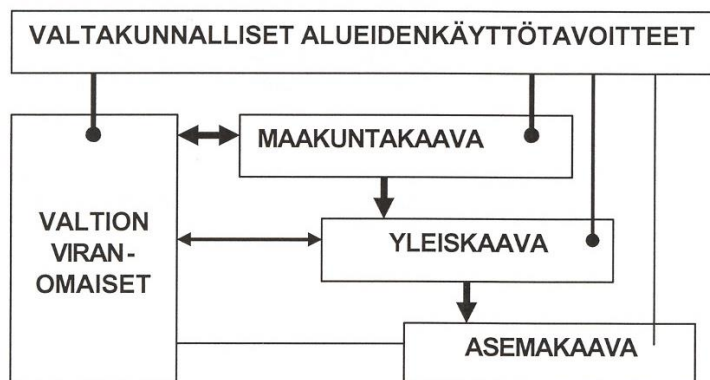 VALTAKUNNALLISET ALUEIDENKÄYTTÖTAVOITTEET
MAAKUNTAKAAVA
VALTION
VIRAN-
OMAISET
YLEISKAAVA
ASEMAKAAVA